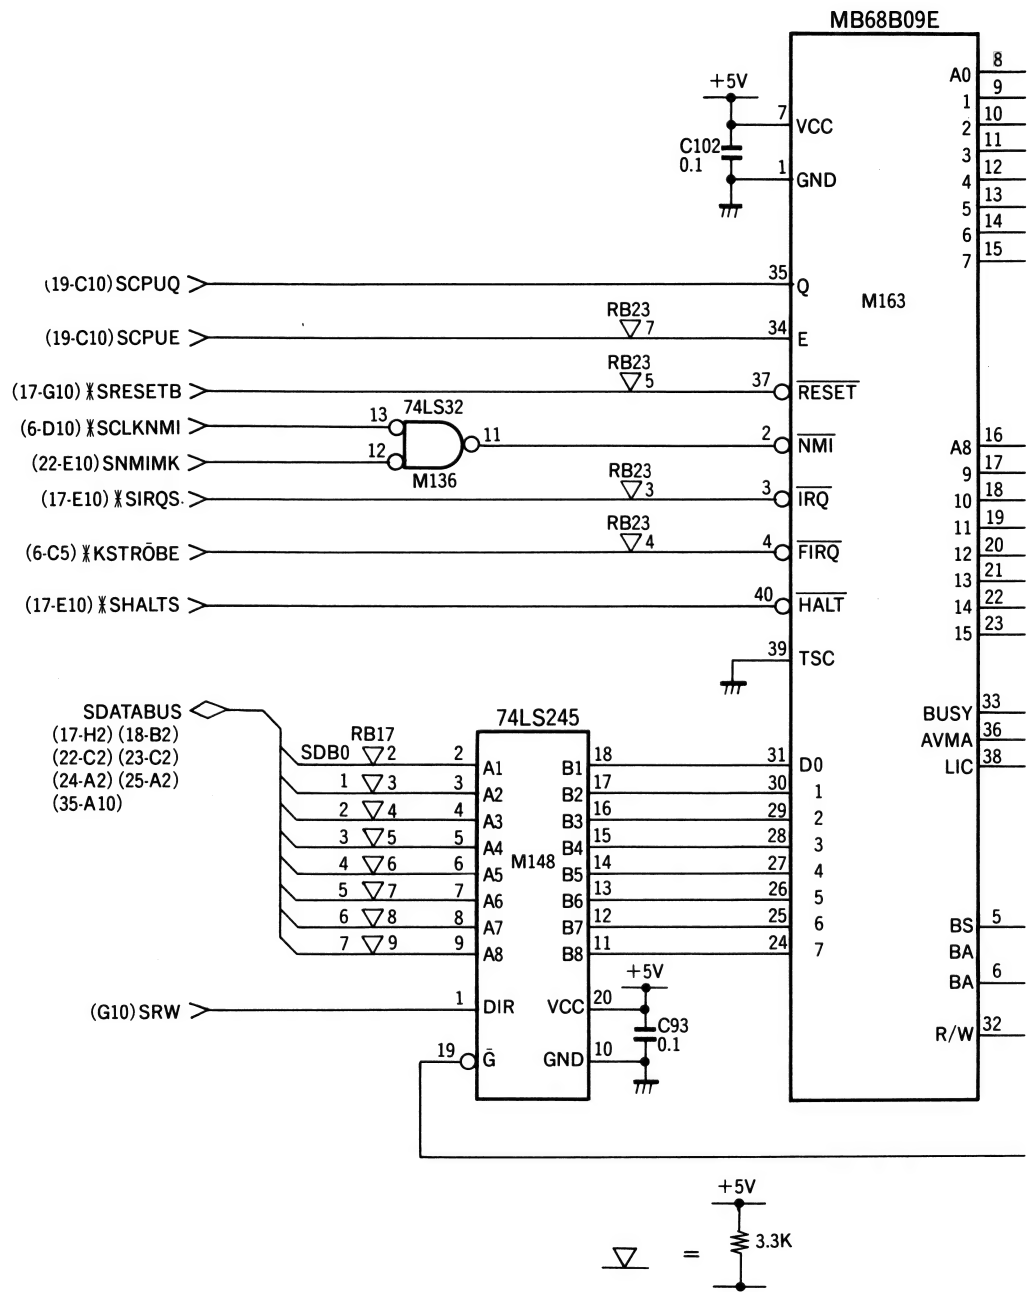 MB68B09E
+5V
7 VCC
C102
0.1
1 GND
A0 8
1 9
2 10
3 11
4 12
5 13
6 14
7 15
(19-C10) SCPUQ 35 Q
M163
RB23
(19-C10) SCPUE 7 34 E
RB23
(17-G10) ※SRESETB 5 37 RESET
74LS32
(6-D10) ※SCLKNMI 13
11 2 NMI
(22-E10) SNMIMK 12
M136
RB23
(17-E10) ※SIRQS 3 3 IRQ
RB23
(6-C5) ※KSTRŌBE 4 4 FIRQ
(17-E10) ※SHALTS 40 HALT
A8 16
9 17
10 18
11 19
12 20
13 21
14 22
15 23
39 TSC
SDATABUS
(17-H2) (18-B2)
(22-C2) (23-C2)
(24-A2) (25-A2)
(35-A10)
74LS245
RB17
SDB0 2 2 A1 B1 18 31 D0
1 3 3 A2 B2 17 30 1
2 4 4 A3 B3 16 29 2
3 5 5 A4 B4 15 28 3
M148
4 6 6 A5 B5 14 27 4
5 7 7 A6 B6 13 26 5
6 8 8 A7 B7 12 25 6
7 9 9 A8 B8 11 24 7
BUSY 33
AVMA 36
LIC 38
BS 5
BA
BA 6
R/W 32
+5V
(G10) SRW 1 DIR VCC 20
C93
0.1
19 G̅ GND 10
+5V
= 3.3K